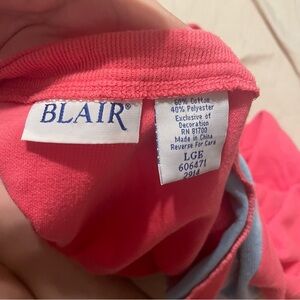 BLAIR®
60% Cotton
40% Polyester
Exclusive of
Decoration
RN 81700
Made in China
Reverse For Care
LGE
606471
2914